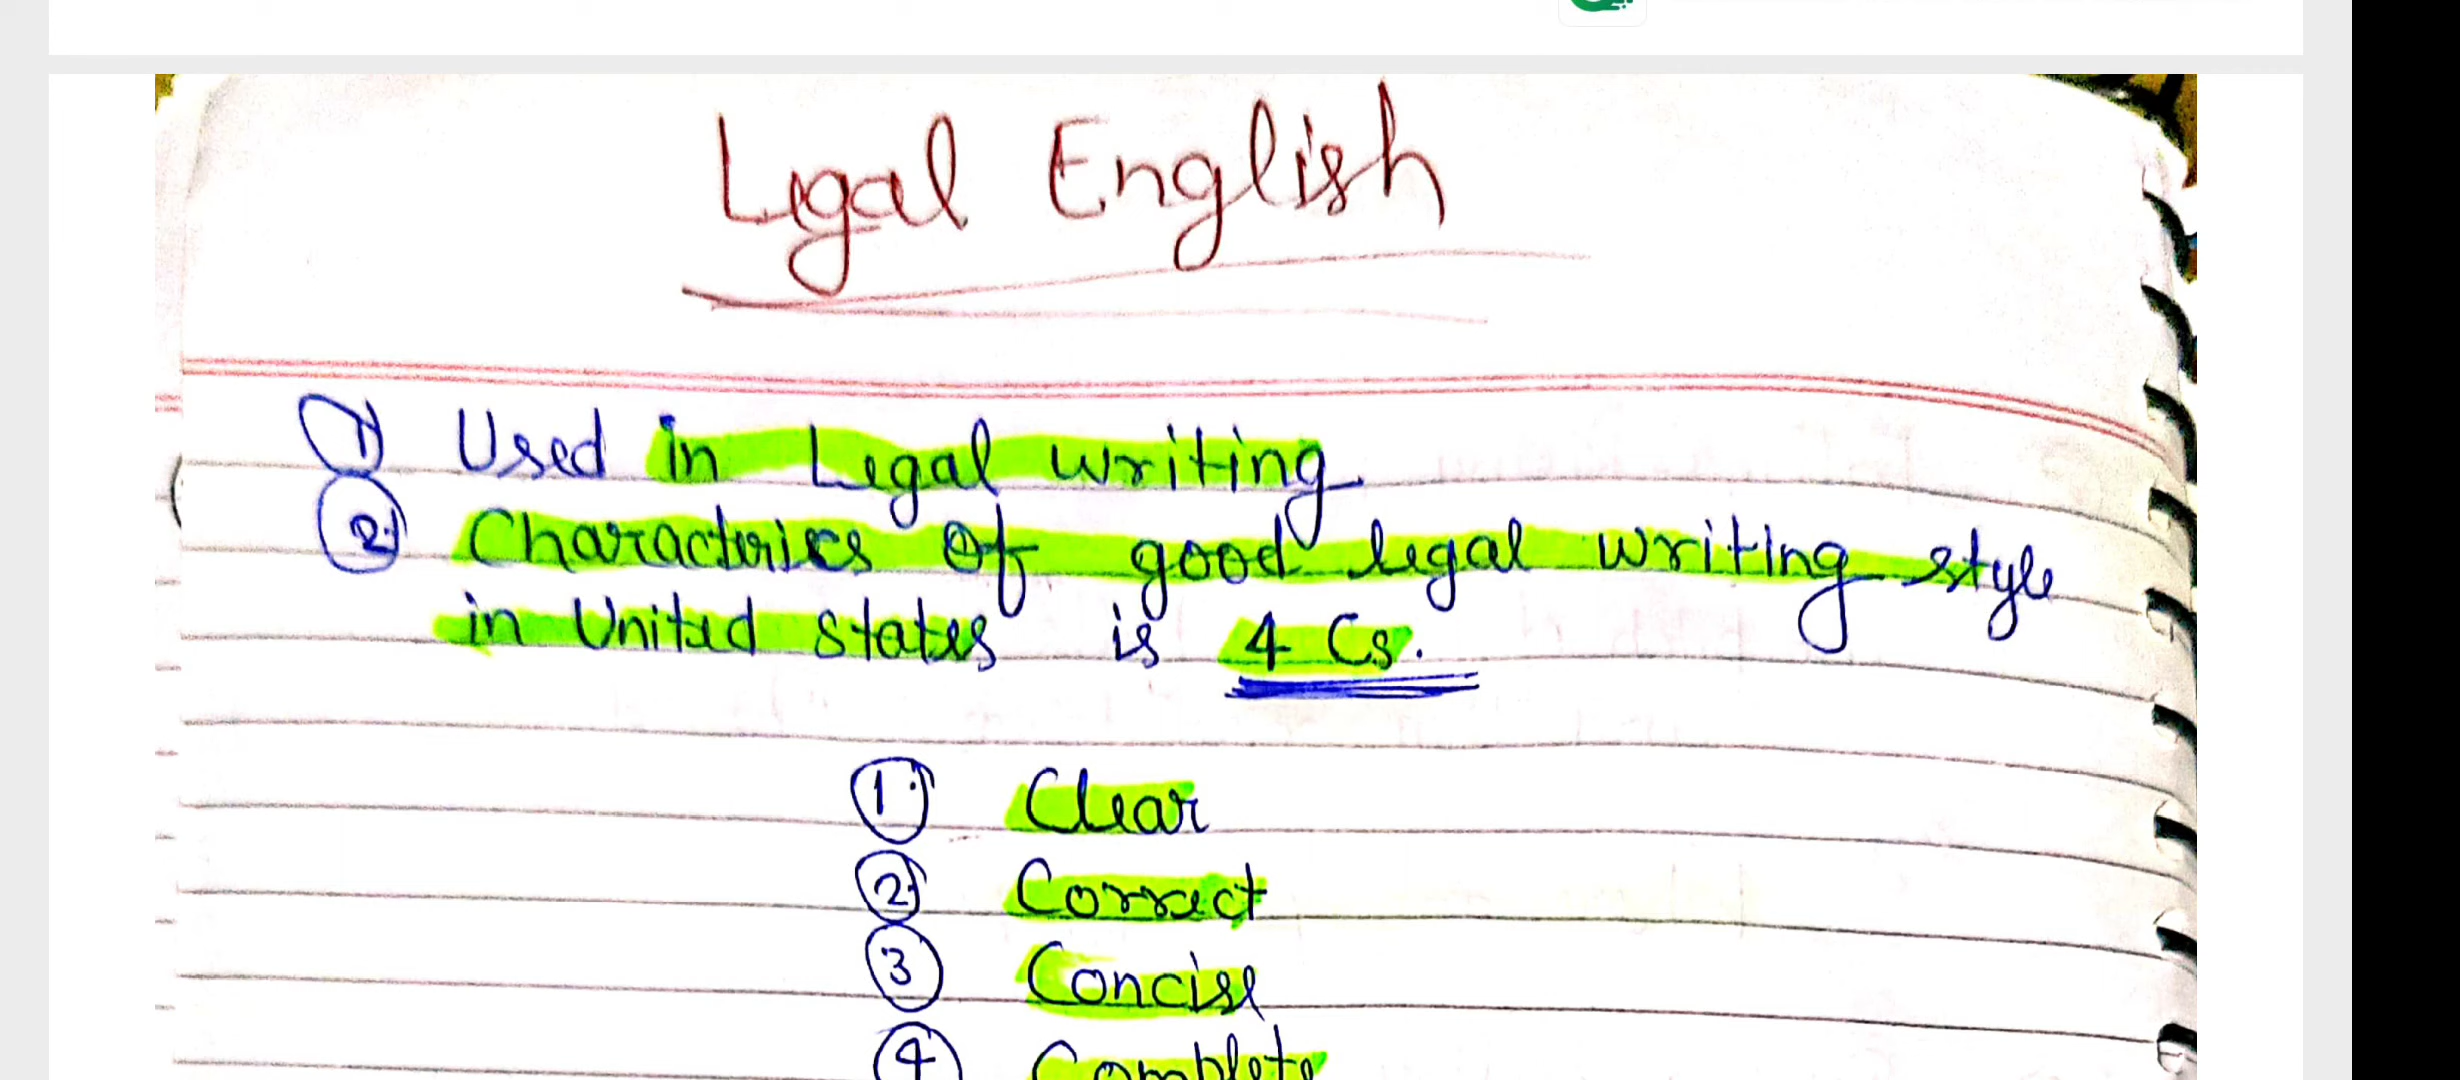 Legal English
1) Used in Legal writing
2) Characterics of good legal writing style
in United states is 4 Cs.
1. Clear
2) Correct
3 Concise
4 Complete